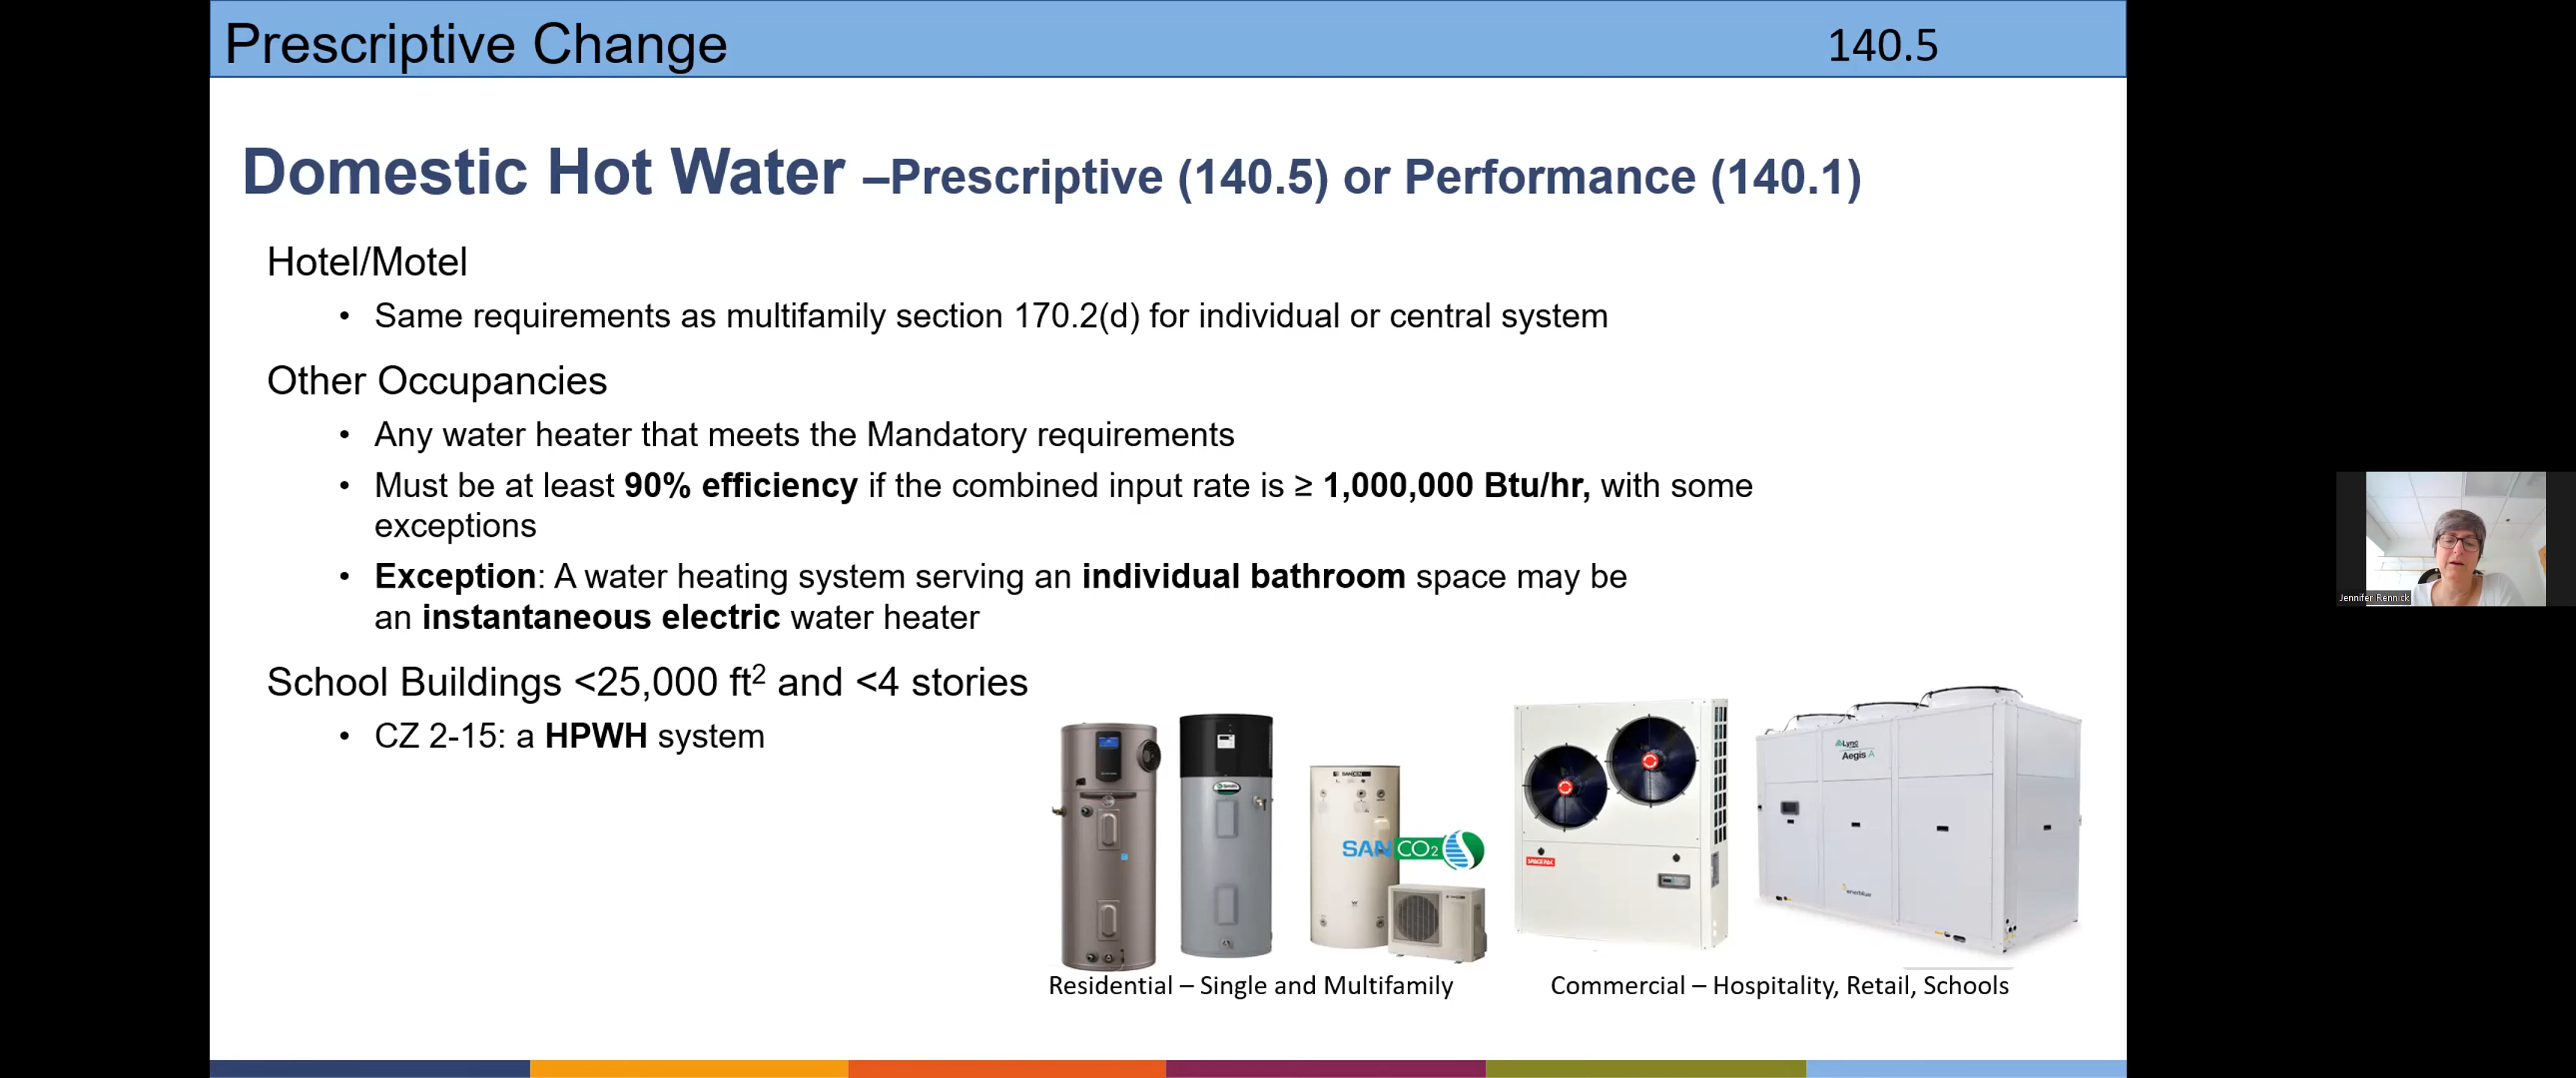 Prescriptive Change 140.5
Domestic Hot Water –Prescriptive (140.5) or Performance (140.1)
Hotel/Motel
• Same requirements as multifamily section 170.2(d) for individual or central system
Other Occupancies
• Any water heater that meets the Mandatory requirements
• Must be at least 90% efficiency if the combined input rate is ≥ 1,000,000 Btu/hr, with some
exceptions
• Exception: A water heating system serving an individual bathroom space may be
an instantaneous electric water heater
School Buildings <25,000 ft² and <4 stories
• CZ 2-15: a HPWH system
SANCO₂
Lync
Aegis A
Residential – Single and Multifamily
Commercial – Hospitality, Retail, Schools
Jennifer Rennick